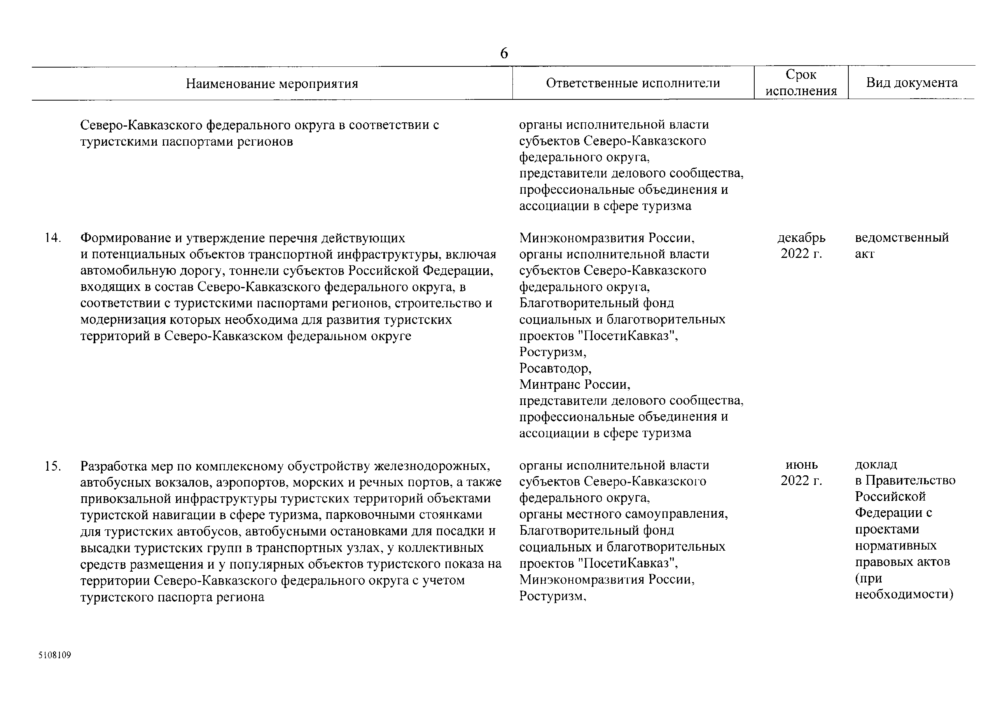 6
Наименование мероприятия
Ответственные исполнители
Срок
исполнения
Вид документа
Северо-Кавказского федерального округа в соответствии с
туристскими паспортами регионов
органы исполнительной власти
субъектов Северо-Кавказского
федерального округа,
представители делового сообщества,
профессиональные объединения и
ассоциации в сфере туризма
14.
Формирование и утверждение перечня действующих
и потенциальных объектов транспортной инфраструктуры, включая
автомобильную дорогу, тоннели субъектов Российской Федерации,
входящих в состав Северо-Кавказского федерального округа, в
соответствии с туристскими паспортами регионов, строительство и
модернизация которых необходима для развития туристских
территорий в Северо-Кавказском федеральном округе
Минэкономразвития России,
органы исполнительной власти
субъектов Северо-Кавказского
федерального округа,
Благотворительный фонд
социальных и благотворительных
проектов "ПосетиКавказ",
Ростуризм,
Росавтодор,
Минтранс России,
представители делового сообщества,
профессиональные объединения и
ассоциации в сфере туризма
декабрь
2022 г.
ведомственный
акт
15.
Разработка мер по комплексному обустройству железнодорожных,
автобусных вокзалов, аэропортов, морских и речных портов, а также
привокзальной инфраструктуры туристских территорий объектами
туристской навигации в сфере туризма, парковочными стоянками
для туристских автобусов, автобусными остановками для посадки и
высадки туристских групп в транспортных узлах, у коллективных
средств размещения и у популярных объектов туристского показа на
территории Северо-Кавказского федерального округа с учетом
туристского паспорта региона
органы исполнительной власти
субъектов Северо-Кавказского
федерального округа,
органы местного самоуправления,
Благотворительный фонд
социальных и благотворительных
проектов "ПосетиКавказ",
Минэкономразвития России,
Ростуризм,
июнь
2022 г.
доклад
в Правительство
Российской
Федерации с
проектами
нормативных
правовых актов
(при
необходимости)
5108109